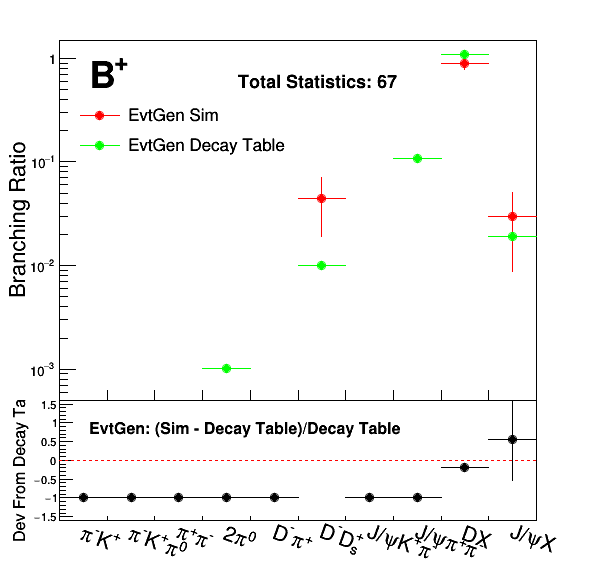 B⁺
Total Statistics: 67
EvtGen Sim
EvtGen Decay Table
Branching Ratio
1
10⁻¹
10⁻²
10⁻³
Dev From Decay Ta
EvtGen: (Sim - Decay Table)/Decay Table
1.5
1
0.5
0
−0.5
−1
−1.5
π⁻K⁺
π⁻K⁺π⁰
π⁺π⁻
2π⁰
D⁻π⁺
D⁻D⁺ₛ
J/ψK⁺π⁻
J/ψπ⁺π⁻
DX
J/ψX